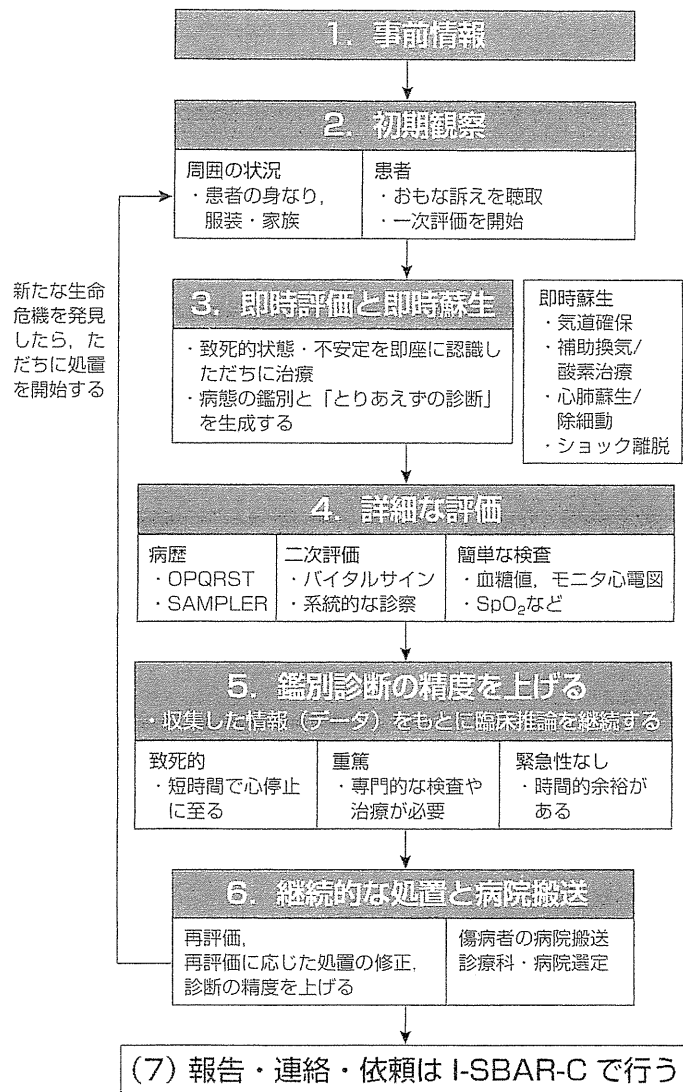 1. 事前情報
2. 初期観察
周囲の状況
・患者の身なり,
服装・家族
患者
・おもな訴えを聴取
・一次評価を開始
新たな生命
危機を発見
したら, た
だちに処置
を開始する
3. 即時評価と即時蘇生
・致死的状態・不安定を即座に認識し
ただちに治療
・病態の鑑別と「とりあえずの診断」
を生成する
即時蘇生
・気道確保
・補助換気/
酸素治療
・心肺蘇生/
除細動
・ショック離脱
4. 詳細な評価
病歴
・OPQRST
・SAMPLER
二次評価
・バイタルサイン
・系統的な診察
簡単な検査
・血糖値, モニタ心電図
・SpO₂など
5. 鑑別診断の精度を上げる
・収集した情報（データ）をもとに臨床推論を継続する
致死的
・短時間で心停止
に至る
重篤
・専門的な検査や
治療が必要
緊急性なし
・時間的余裕が
ある
6. 継続的な処置と病院搬送
再評価,
再評価に応じた処置の修正,
診断の精度を上げる
傷病者の病院搬送
診療科・病院選定
(7) 報告・連絡・依頼は I-SBAR-C で行う